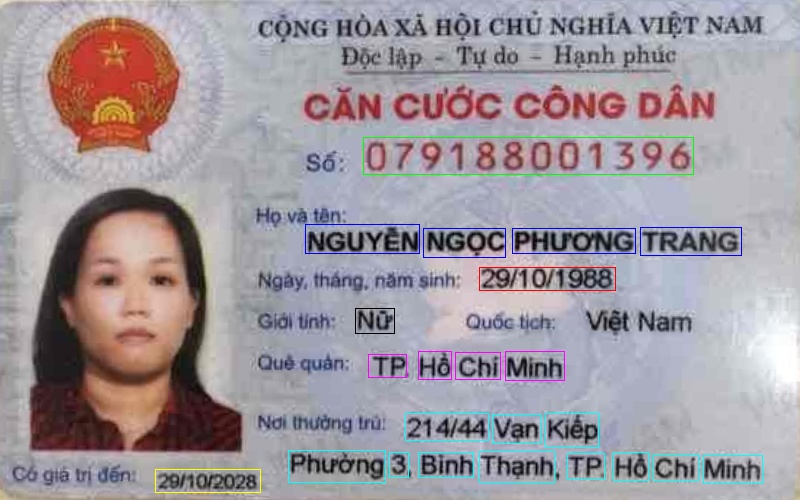 CỘNG HÒA XÃ HỘI CHỦ NGHĨA VIỆT NAM
Độc lập - Tự do - Hạnh phúc
CĂN CƯỚC CÔNG DÂN
Số: 079188001396
Họ và tên:
NGUYỄN NGỌC PHƯƠNG TRANG
Ngày, tháng, năm sinh: 29/10/1988
Giới tính: Nữ Quốc tịch: Việt Nam
Quê quán: TP. Hồ Chí Minh
Nơi thường trú: 214/44 Vạn Kiếp
Phường 3, Bình Thạnh, TP. Hồ Chí Minh
Có giá trị đến: 29/10/2028